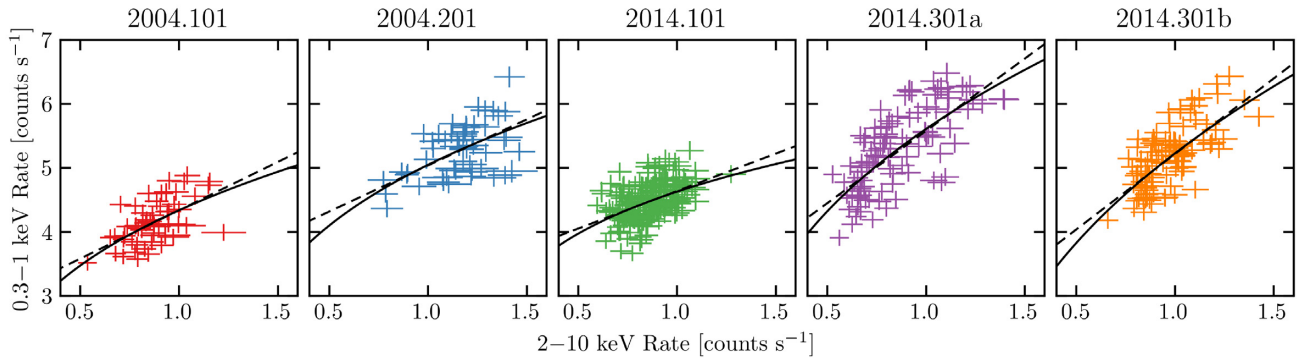 2004.101 2004.201 2014.101 2014.301a 2014.301b
7
6
5
4
3
0.3−1 keV Rate [counts s⁻¹]
0.5 1.0 1.5 0.5 1.0 1.5 0.5 1.0 1.5 0.5 1.0 1.5 0.5 1.0 1.5
2−10 keV Rate [counts s⁻¹]